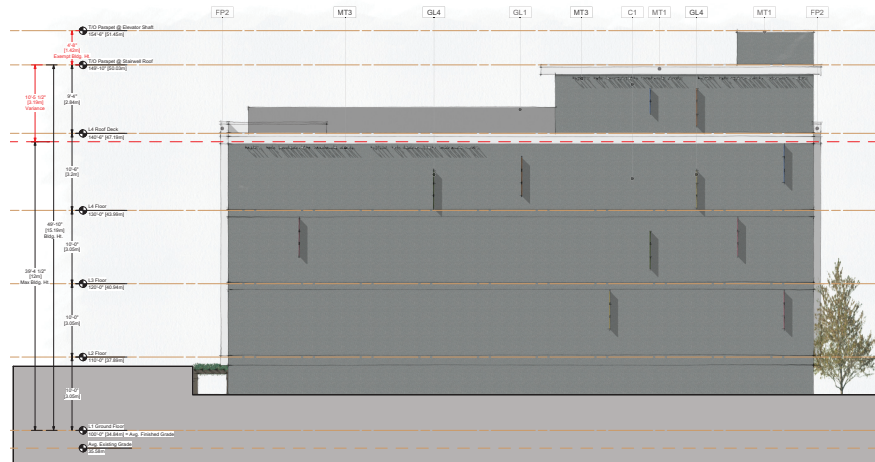 FP2 MT3 GL4 GL1 MT3 C1 MT1 GL4 MT1 FP2
T/O Parapet @ Elevator Shaft
154'-6" [51.45m]
4'-8"
[1.42m]
Exempt Bldg. Ht.
T/O Parapet @ Stairwell Roof
149'-10" [50.03m]
10'-5 1/2"
[3.19m]
Variance
9'-4"
[2.84m]
L4 Roof Deck
140'-6" [47.19m]
10'-6"
[3.2m]
L4 Floor
130'-0" [43.99m]
49'-10"
[15.19m]
Bldg. Ht.
10'-0"
[3.05m]
39'-4 1/2"
[12m]
Max Bldg. Ht.
L3 Floor
120'-0" [40.94m]
10'-0"
[3.05m]
L2 Floor
110'-0" [37.89m]
10'-0"
[3.05m]
L1 Ground Floor
100'-0" [34.84m] = Avg. Finished Grade
Avg. Existing Grade
35.58m